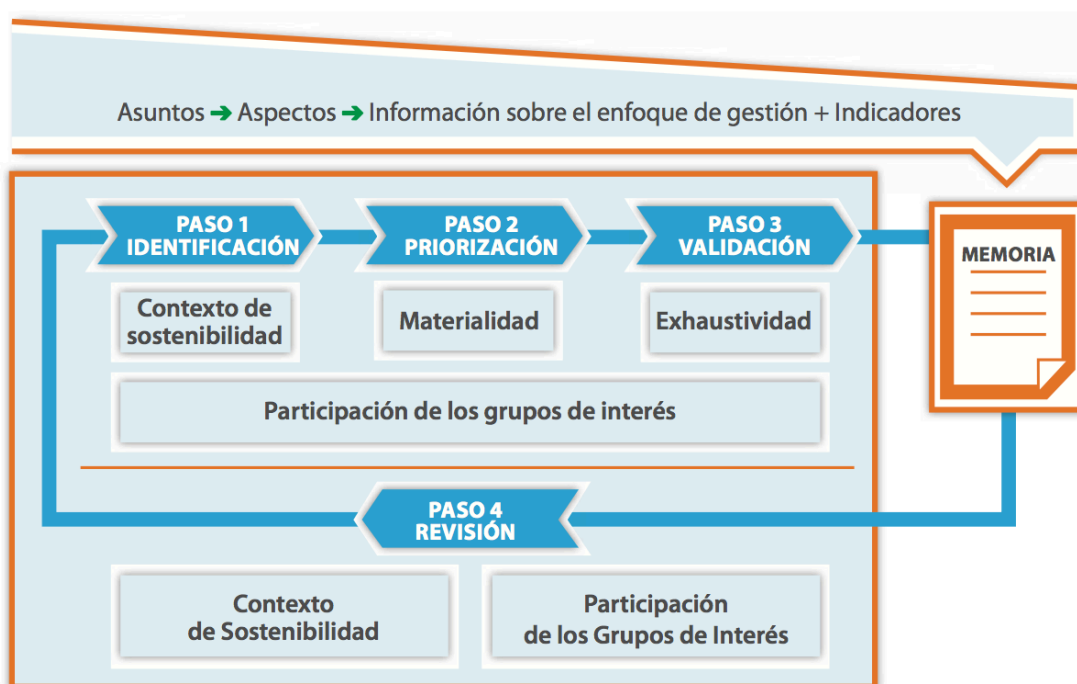 Asuntos ➔ Aspectos ➔ Información sobre el enfoque de gestión + Indicadores
PASO 1
IDENTIFICACIÓN
PASO 2
PRIORIZACIÓN
PASO 3
VALIDACIÓN
MEMORIA
Contexto de
sostenibilidad
Materialidad
Exhaustividad
Participación de los grupos de interés
PASO 4
REVISIÓN
Contexto
de Sostenibilidad
Participación
de los Grupos de Interés